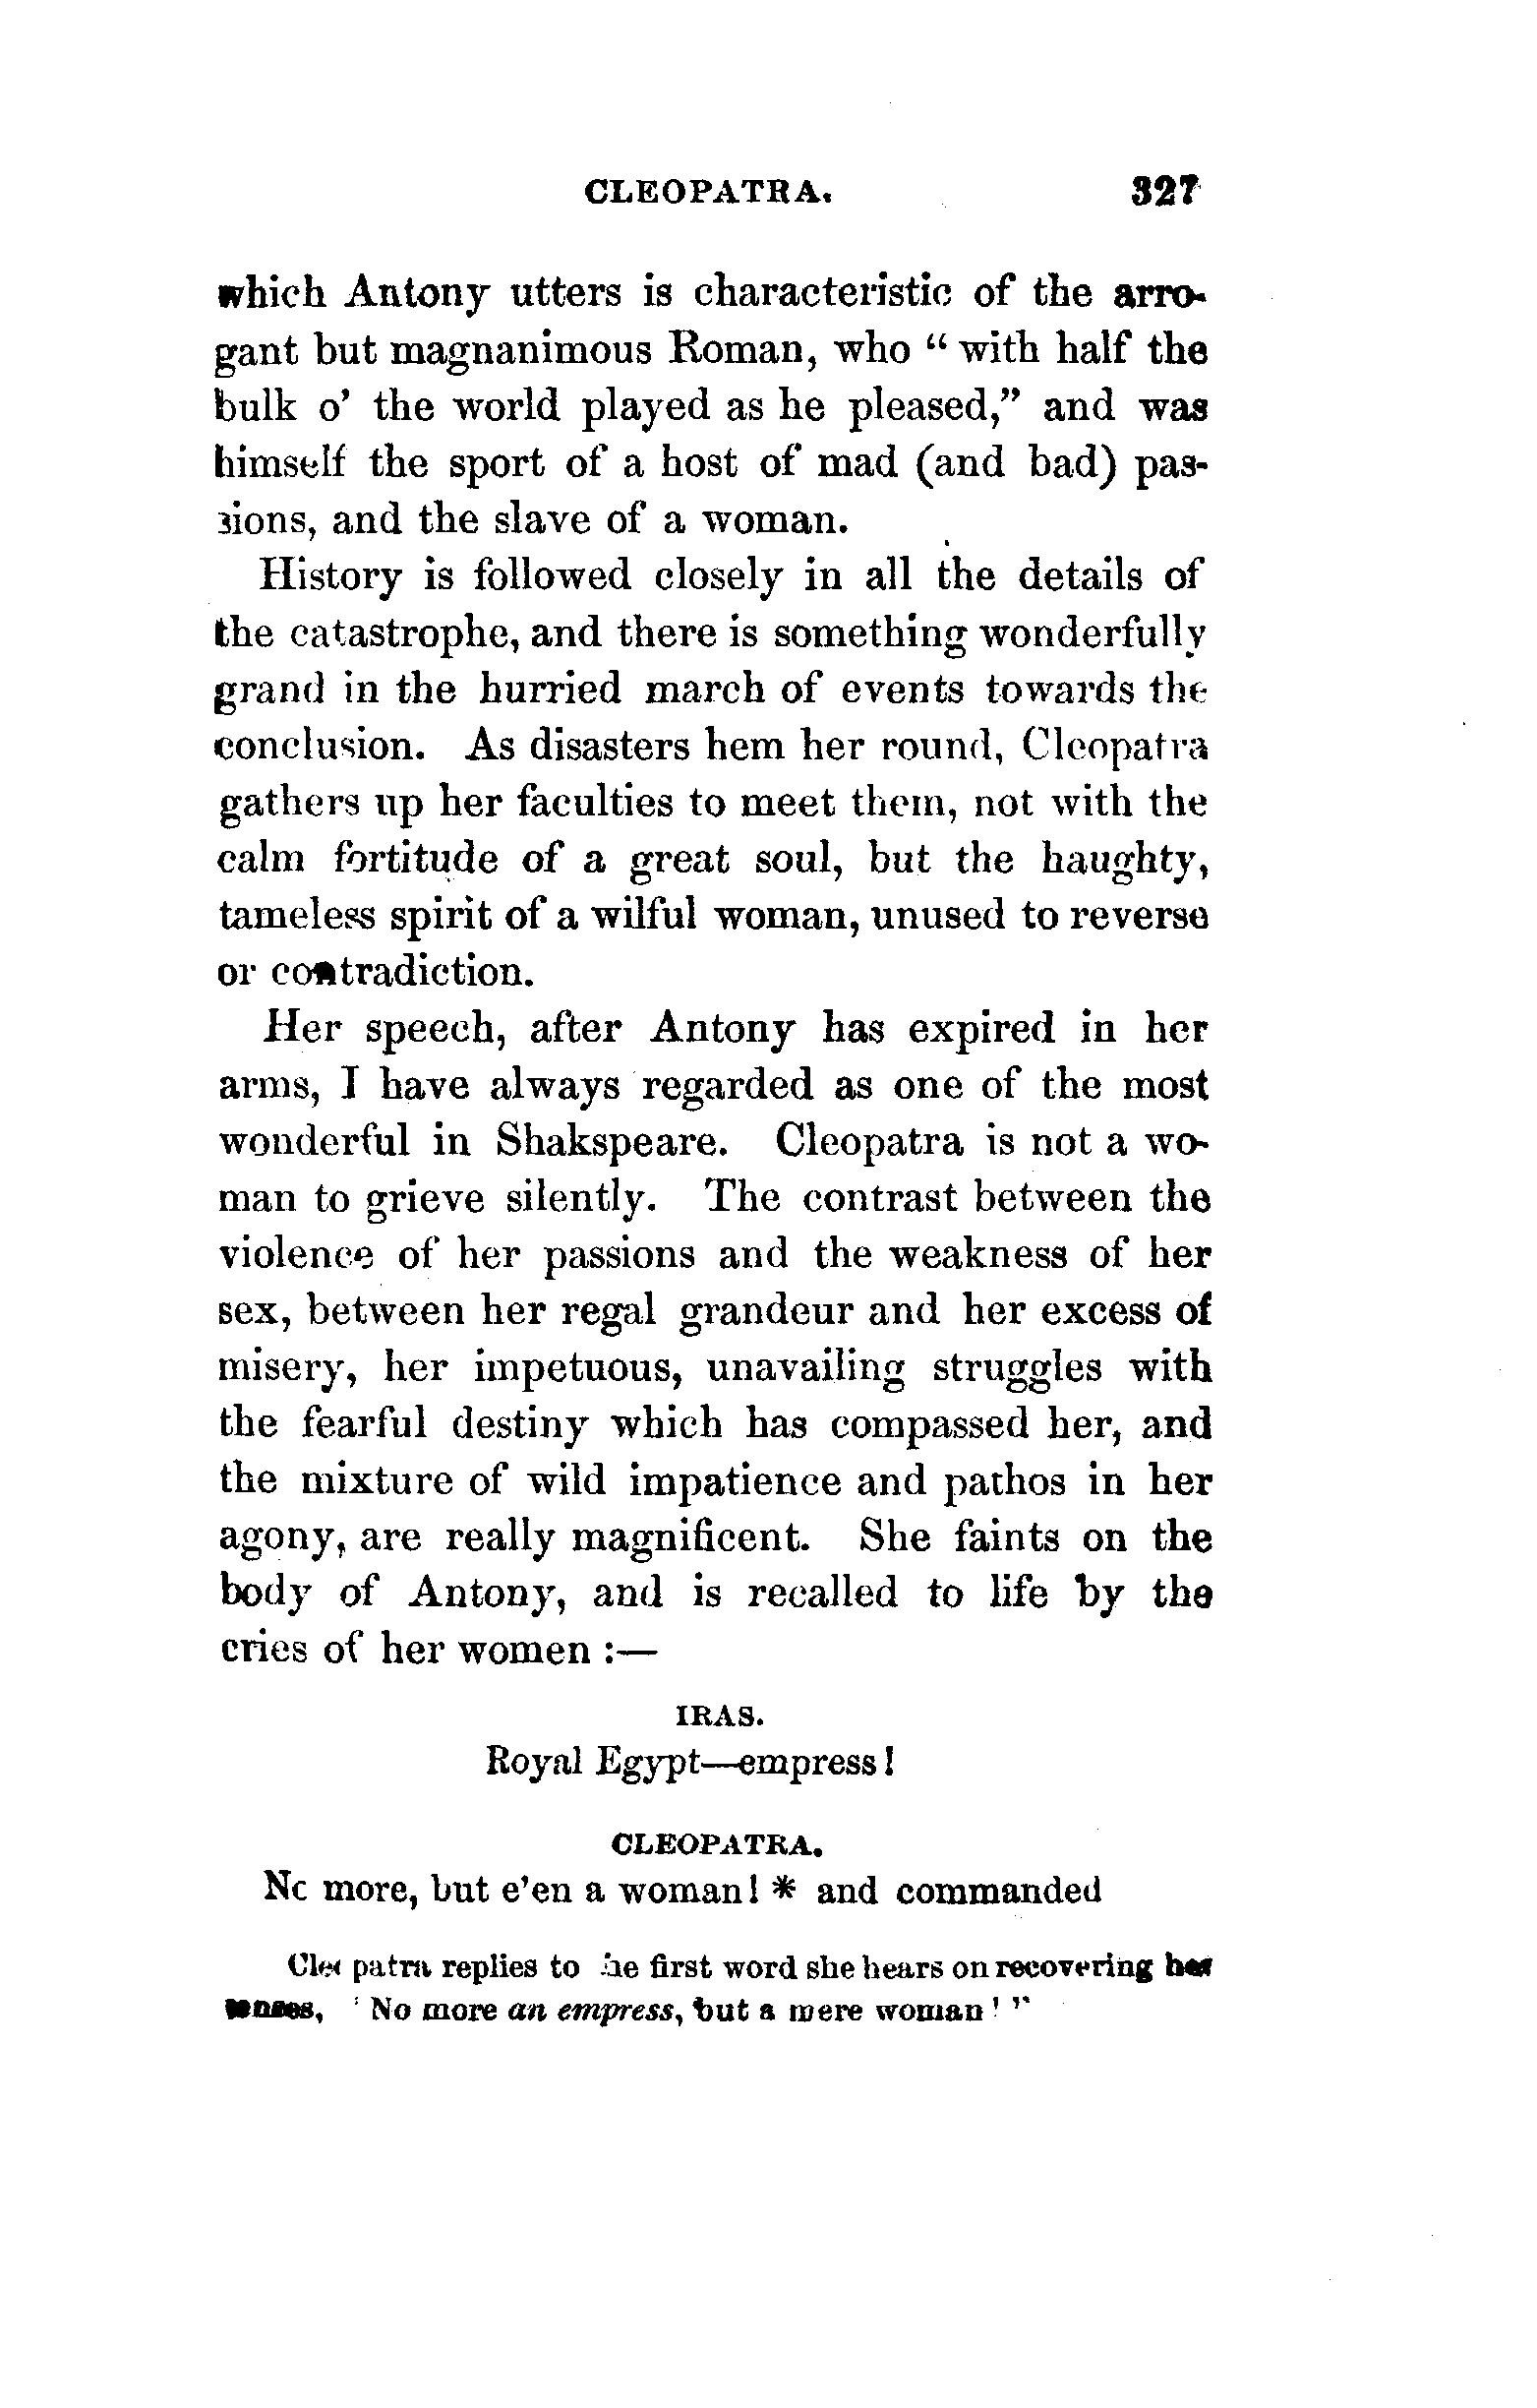 CLEOPATRA. 327
which Antony utters is characteristic of the arro-
gant but magnanimous Roman, who "with half the
bulk o' the world played as he pleased," and was
himself the sport of a host of mad (and bad) pas-
sions, and the slave of a woman.
History is followed closely in all the details of
the catastrophe, and there is something wonderfully
grand in the hurried march of events towards the
conclusion. As disasters hem her round, Cleopatra
gathers up her faculties to meet them, not with the
calm fortitude of a great soul, but the haughty,
tameless spirit of a wilful woman, unused to reverse
or contradiction.
Her speech, after Antony has expired in her
arms, I have always regarded as one of the most
wonderful in Shakspeare. Cleopatra is not a wo-
man to grieve silently. The contrast between the
violence of her passions and the weakness of her
sex, between her regal grandeur and her excess of
misery, her impetuous, unavailing struggles with
the fearful destiny which has compassed her, and
the mixture of wild impatience and pathos in her
agony, are really magnificent. She faints on the
body of Antony, and is recalled to life by the
cries of her women :—
IRAS.
Royal Egypt—empress!
CLEOPATRA.
No more, but e'en a woman! * and commanded
Cleopatra replies to the first word she hears on recovering her
senses, 'No more an empress, but a mere woman!'"